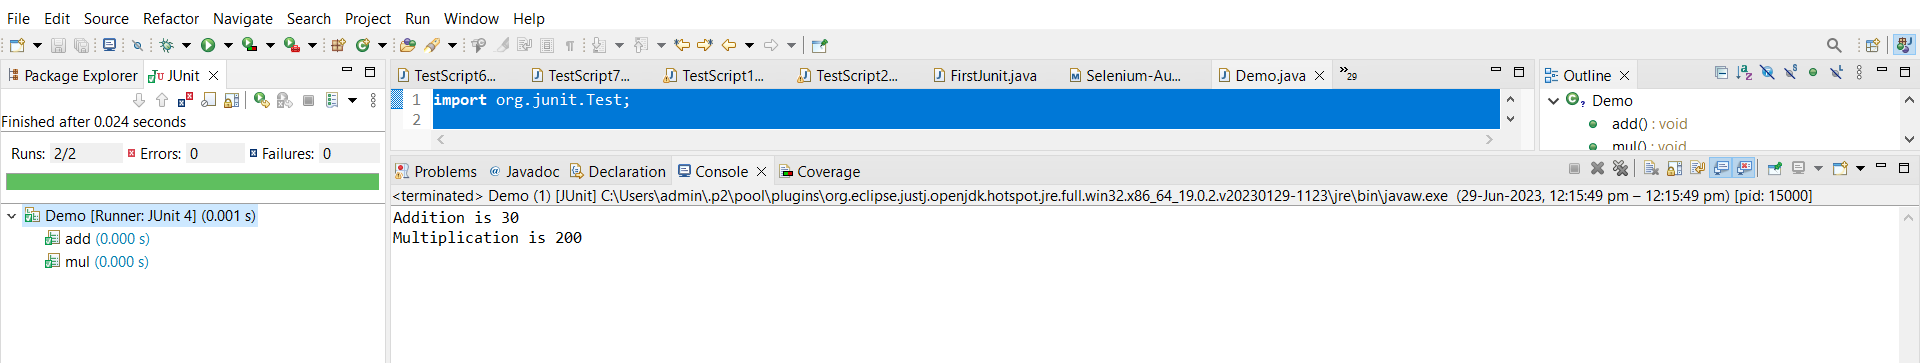 File Edit Source Refactor Navigate Search Project Run Window Help
Package Explorer JUnit
Finished after 0.024 seconds
Runs: 2/2 Errors: 0 Failures: 0
Demo [Runner: JUnit 4] (0.001 s)
add (0.000 s)
mul (0.000 s)
TestScript6... TestScript7... TestScript1... TestScript2... FirstJunit.java Selenium-Au... Demo.java »29
1 import org.junit.Test;
2
Problems @ Javadoc Declaration Console Coverage
<terminated> Demo (1) [JUnit] C:\Users\admin\.p2\pool\plugins\org.eclipse.justj.openjdk.hotspot.jre.full.win32.x86_64_19.0.2.v20230129-1123\jre\bin\javaw.exe (29-Jun-2023, 12:15:49 pm – 12:15:49 pm) [pid: 15000]
Addition is 30
Multiplication is 200
Outline
Demo
add() : void
mul() : void